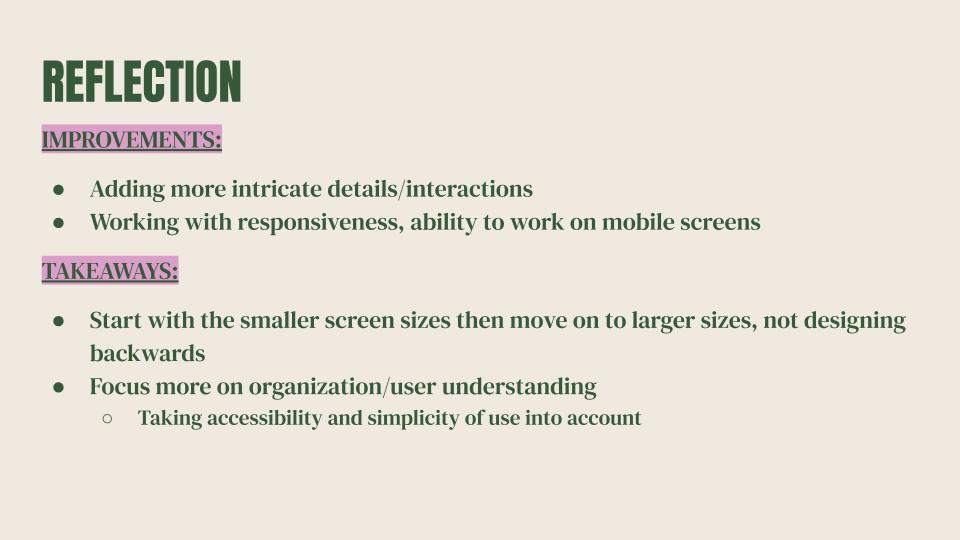 REFLECTION
IMPROVEMENTS:
● Adding more intricate details/interactions
● Working with responsiveness, ability to work on mobile screens
TAKEAWAYS:
● Start with the smaller screen sizes then move on to larger sizes, not designing
backwards
● Focus more on organization/user understanding
○ Taking accessibility and simplicity of use into account